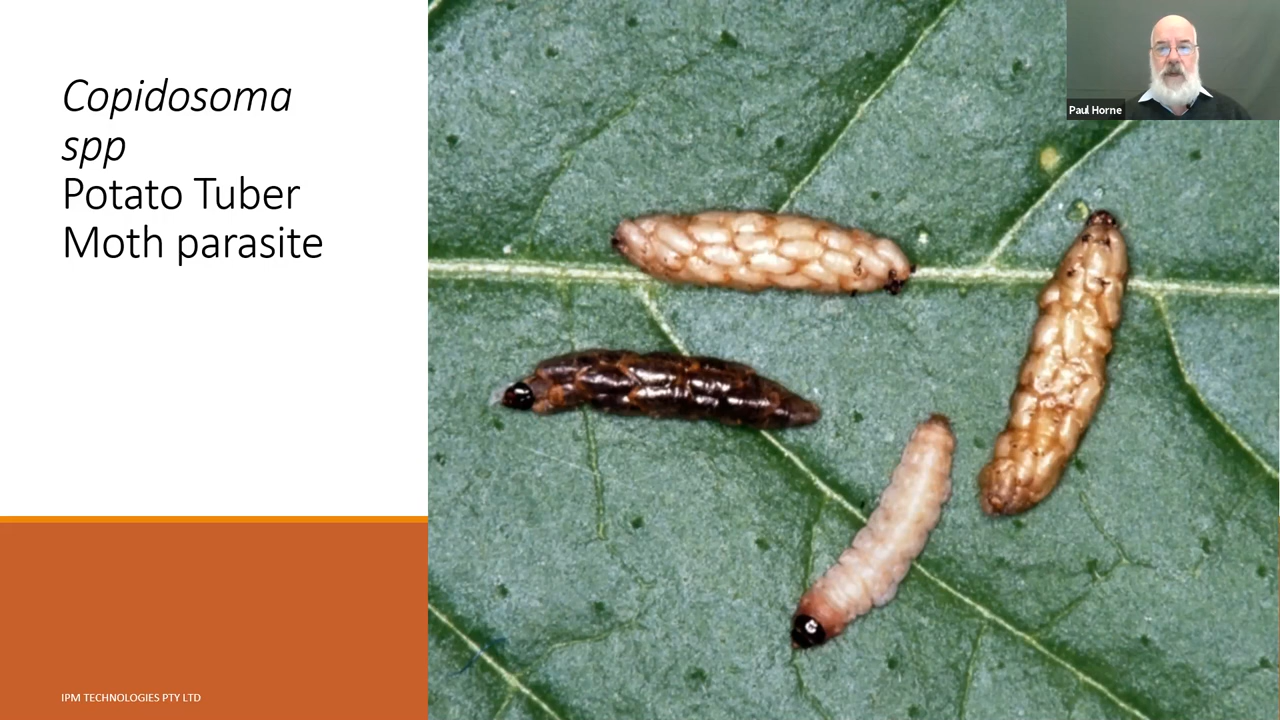 Copidosoma
spp
Potato Tuber
Moth parasite
Paul Horne
IPM TECHNOLOGIES PTY LTD